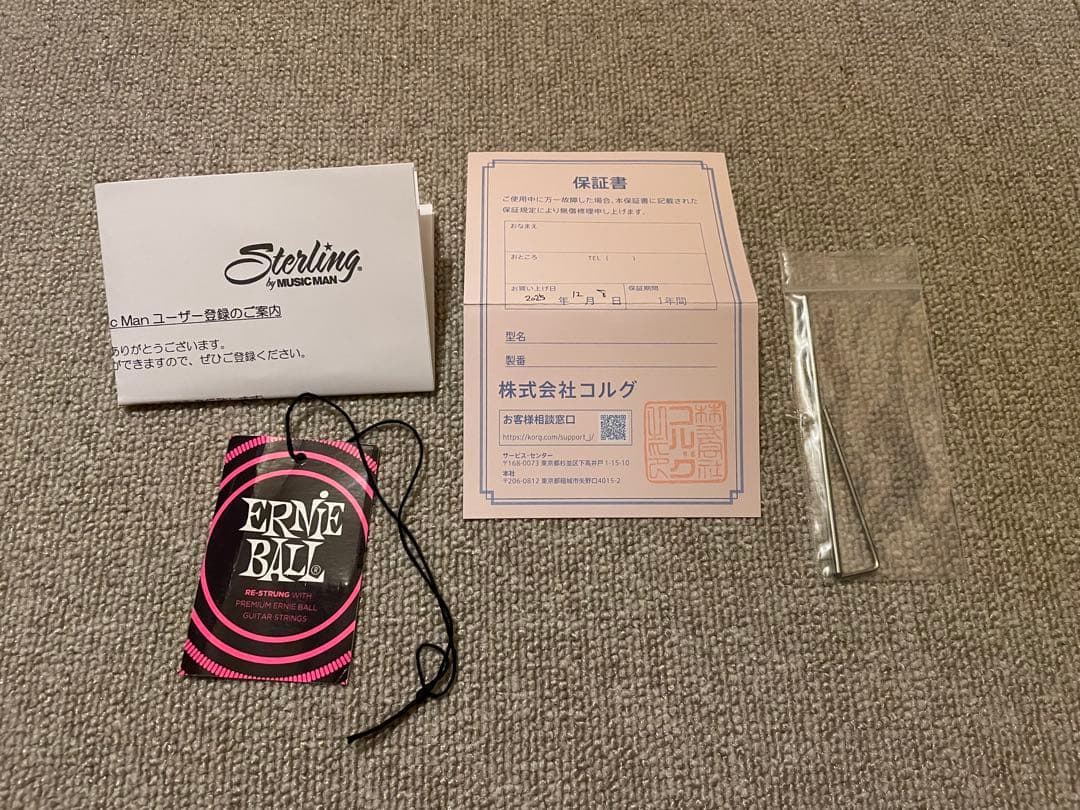 Sterling
by MUSIC MAN
c Man ユーザー登録のご案内
ありがとうございます。
ができますので、ぜひご登録ください。
ERNIE
BALL®
RE-STRUNG WITH
PREMIUM ERNIE BALL
GUITAR STRINGS
保証書
ご使用中に万一故障した場合、本保証書に記載された
保証規定により無償修理申し上げます。
おなまえ
おところ TEL ( )
お買い上げ日 保証期間
2025 年 12 月 8 日 1年間
型名
製番
株式会社コルグ
お客様相談窓口
https://korg.com/support_j/
サービス・センター
〒168-0073 東京都杉並区下高井戸 1-15-10
本社
〒206-0812 東京都稲城市矢野口4015-2
株式会社
コルグ